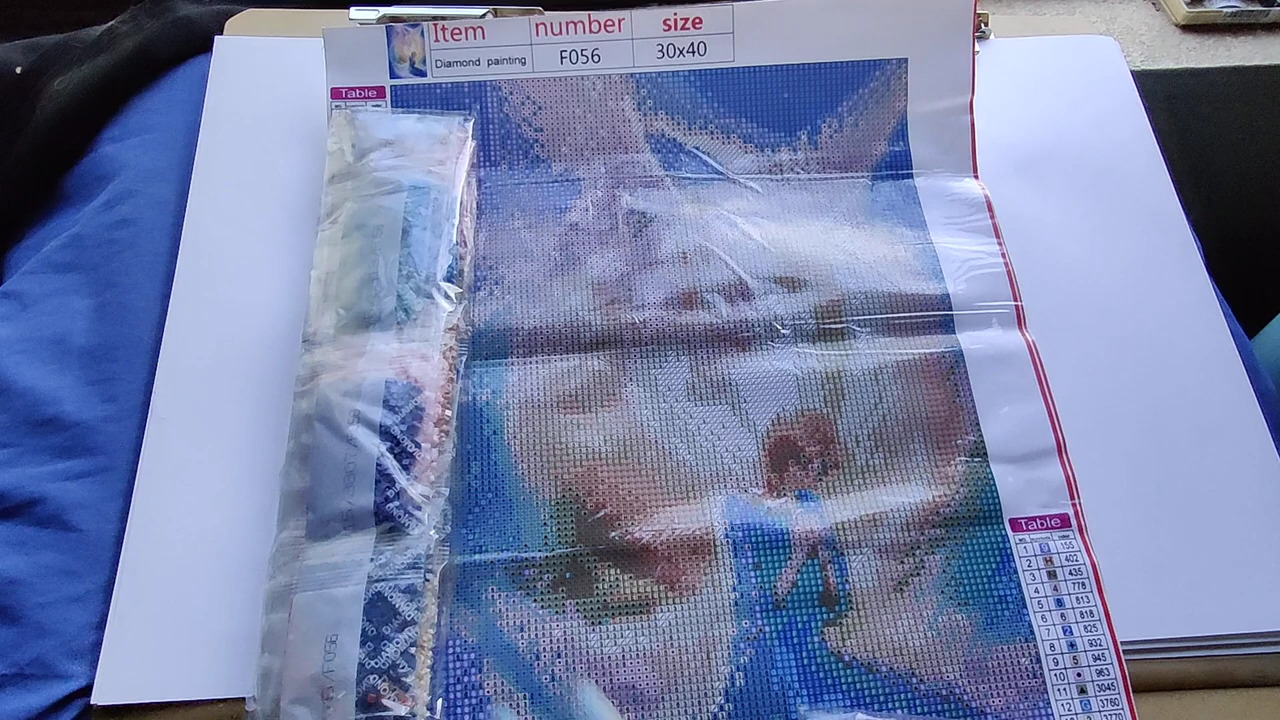 Item number size
Diamond painting F056 30x40
Table
Table
1 155
2 402
3 435
4 778
5 813
6 818
7 825
8 932
9 945
10 963
11 3045
12 3760
F056